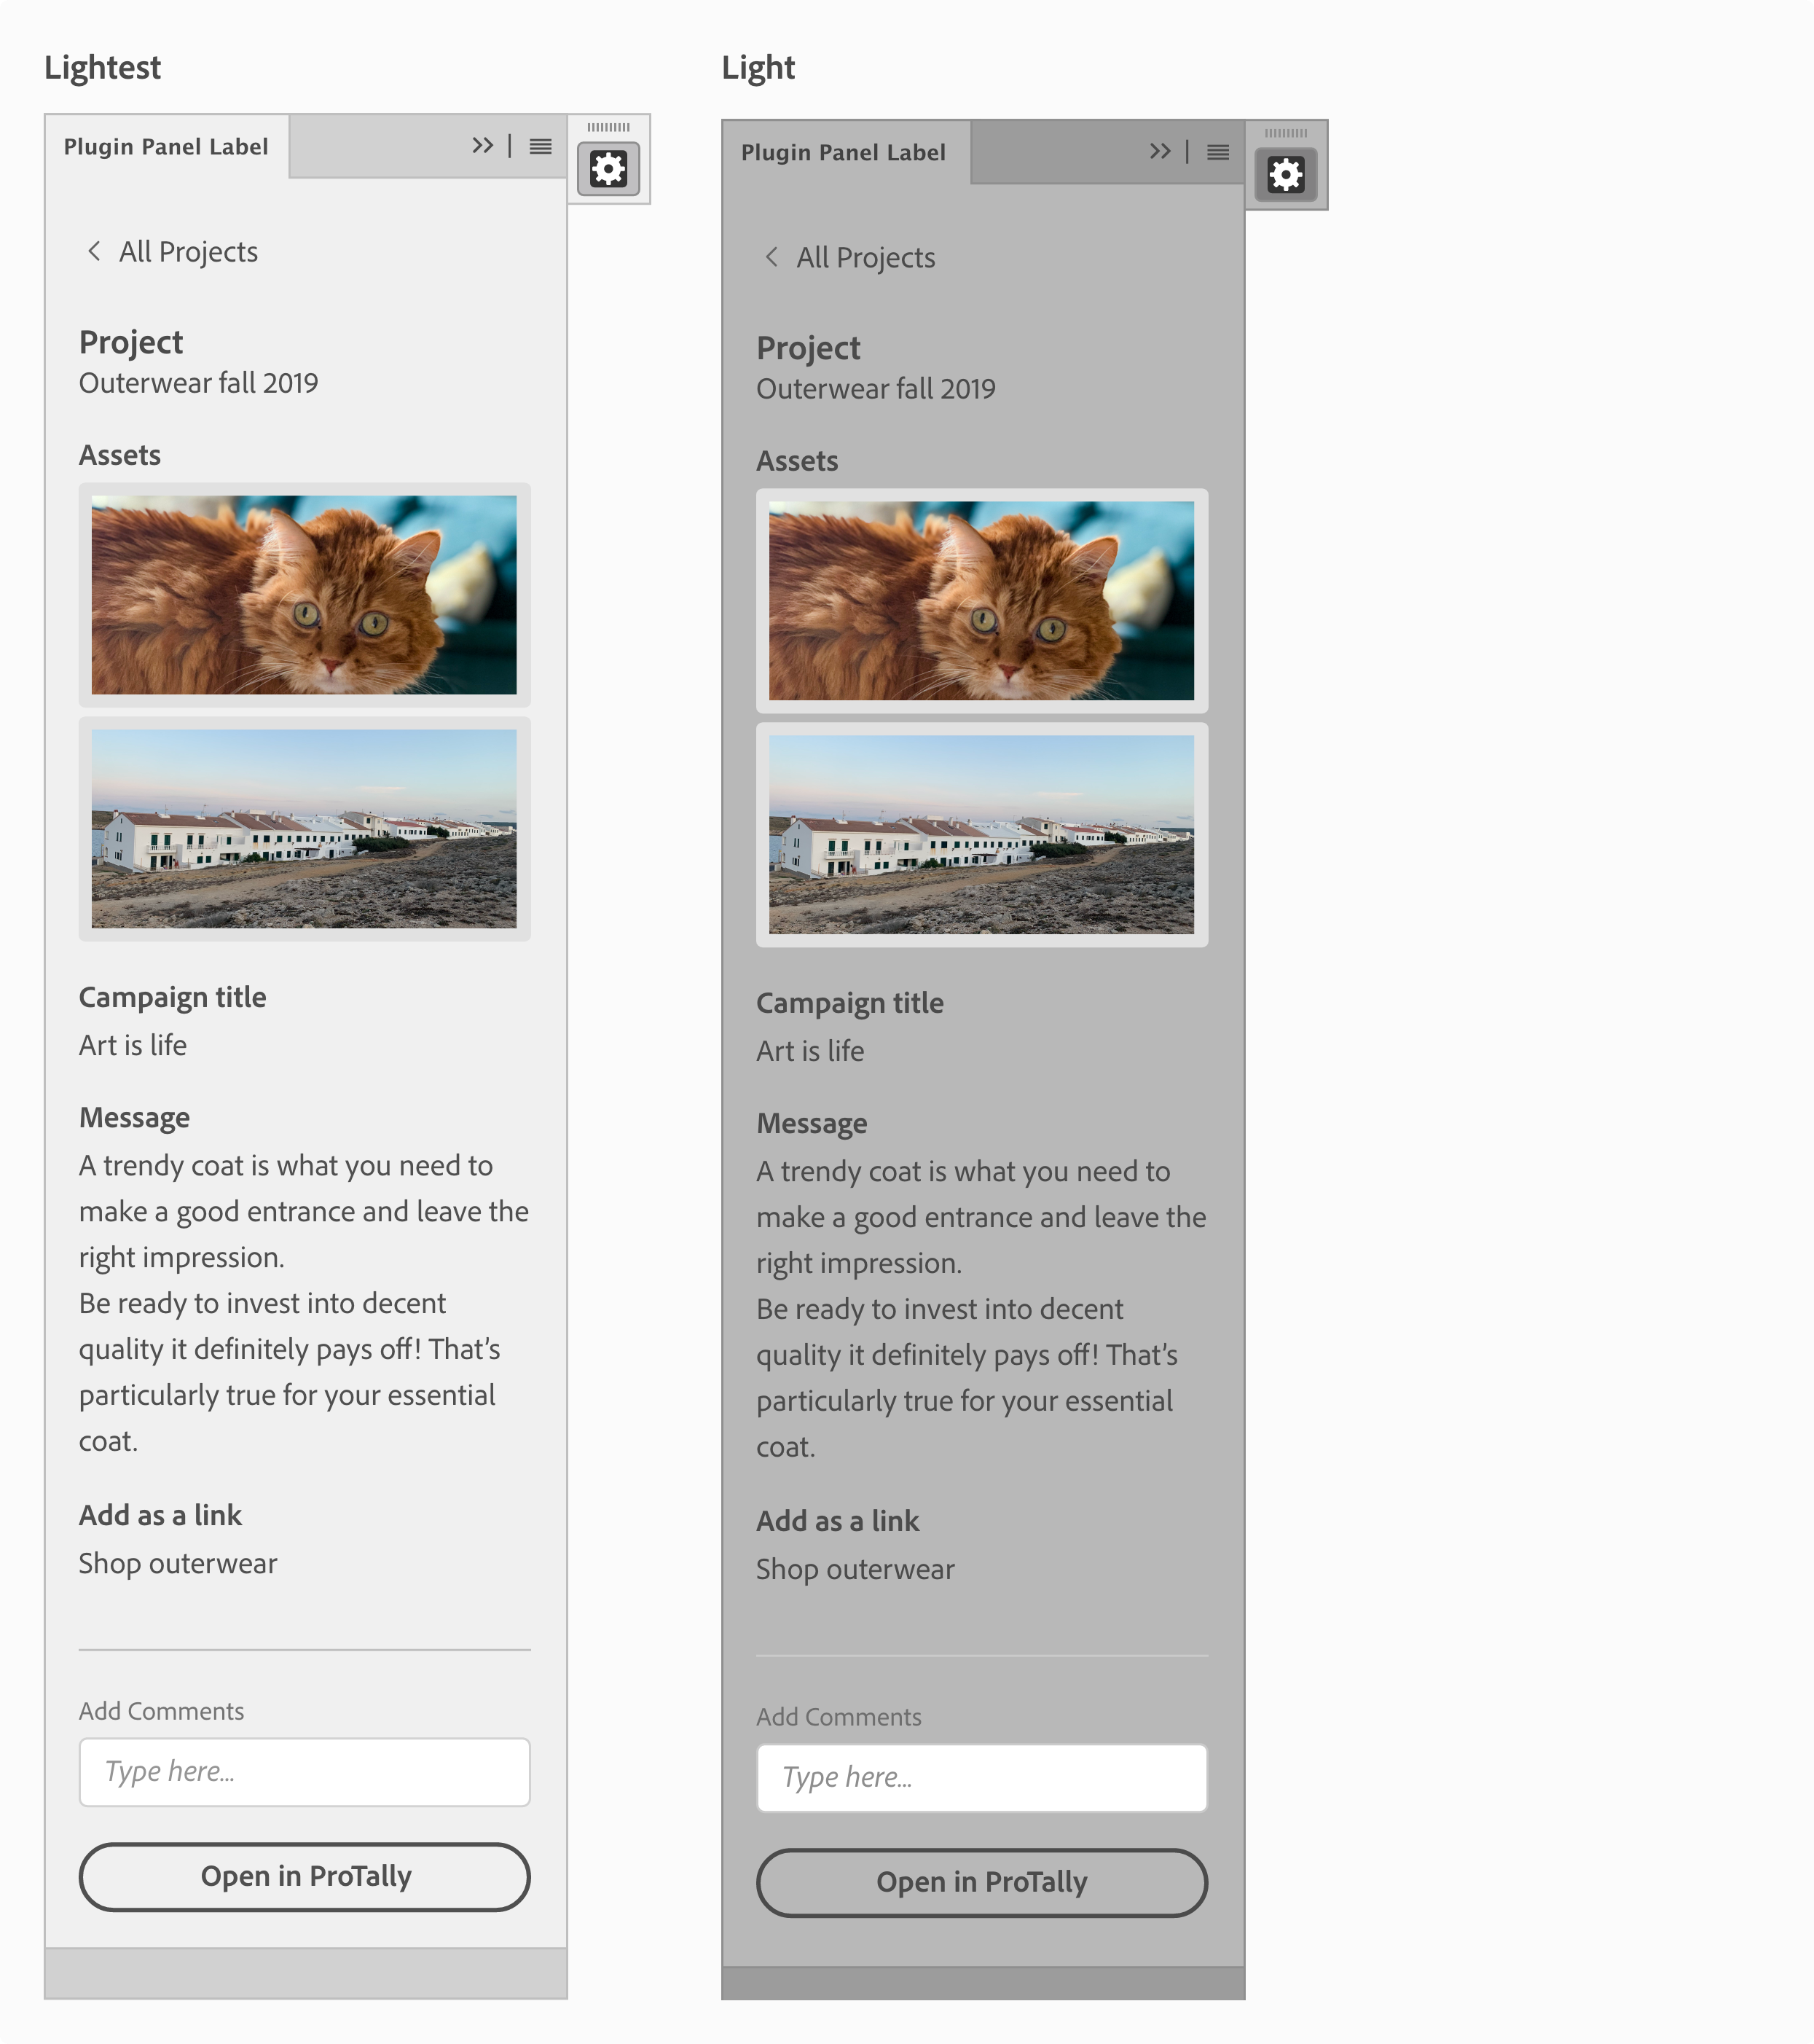 Lightest
Plugin Panel Label
All Projects
Project
Outerwear fall 2019
Assets
Campaign title
Art is life
Message
A trendy coat is what you need to
make a good entrance and leave the
right impression.
Be ready to invest into decent
quality it definitely pays off! That’s
particularly true for your essential
coat.
Add as a link
Shop outerwear
Add Comments
Type here...
Open in ProTally
Light
Plugin Panel Label
All Projects
Project
Outerwear fall 2019
Assets
Campaign title
Art is life
Message
A trendy coat is what you need to
make a good entrance and leave the
right impression.
Be ready to invest into decent
quality it definitely pays off! That’s
particularly true for your essential
coat.
Add as a link
Shop outerwear
Add Comments
Type here...
Open in ProTally